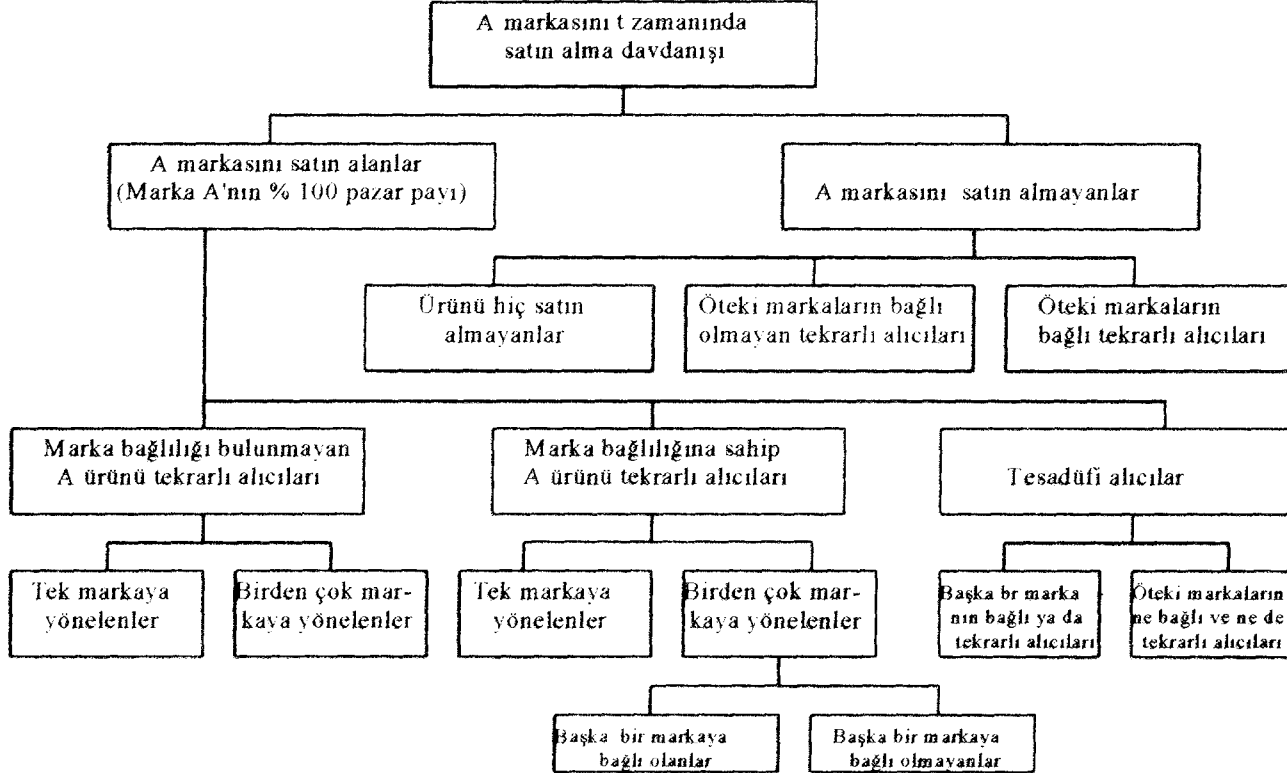 A markasını t zamanında
satın alma davdanışı
A markasını satın alanlar
(Marka A'nın % 100 pazar payı)
A markasını satın almayanlar
Ürünü hiç satın
almayanlar
Öteki markaların bağlı
olmayan tekrarlı alıcıları
Öteki markaların
bağlı tekrarlı alıcıları
Marka bağlılığı bulunmayan
A ürünü tekrarlı alıcıları
Marka bağlılığına sahip
A ürünü tekrarlı alıcıları
Tesadüfi alıcılar
Tek markaya
yönelenler
Birden çok mar-
kaya yönelenler
Tek markaya
yönelenler
Birden çok mar-
kaya yönelenler
Başka br marka
nın bağlı ya da
tekrarlı alıcıları
Öteki markaların
ne bağlı ve ne de
tekrarlı alıcıları
Başka bir markaya
bağlı olanlar
Başka bir markaya
bağlı olmayanlar